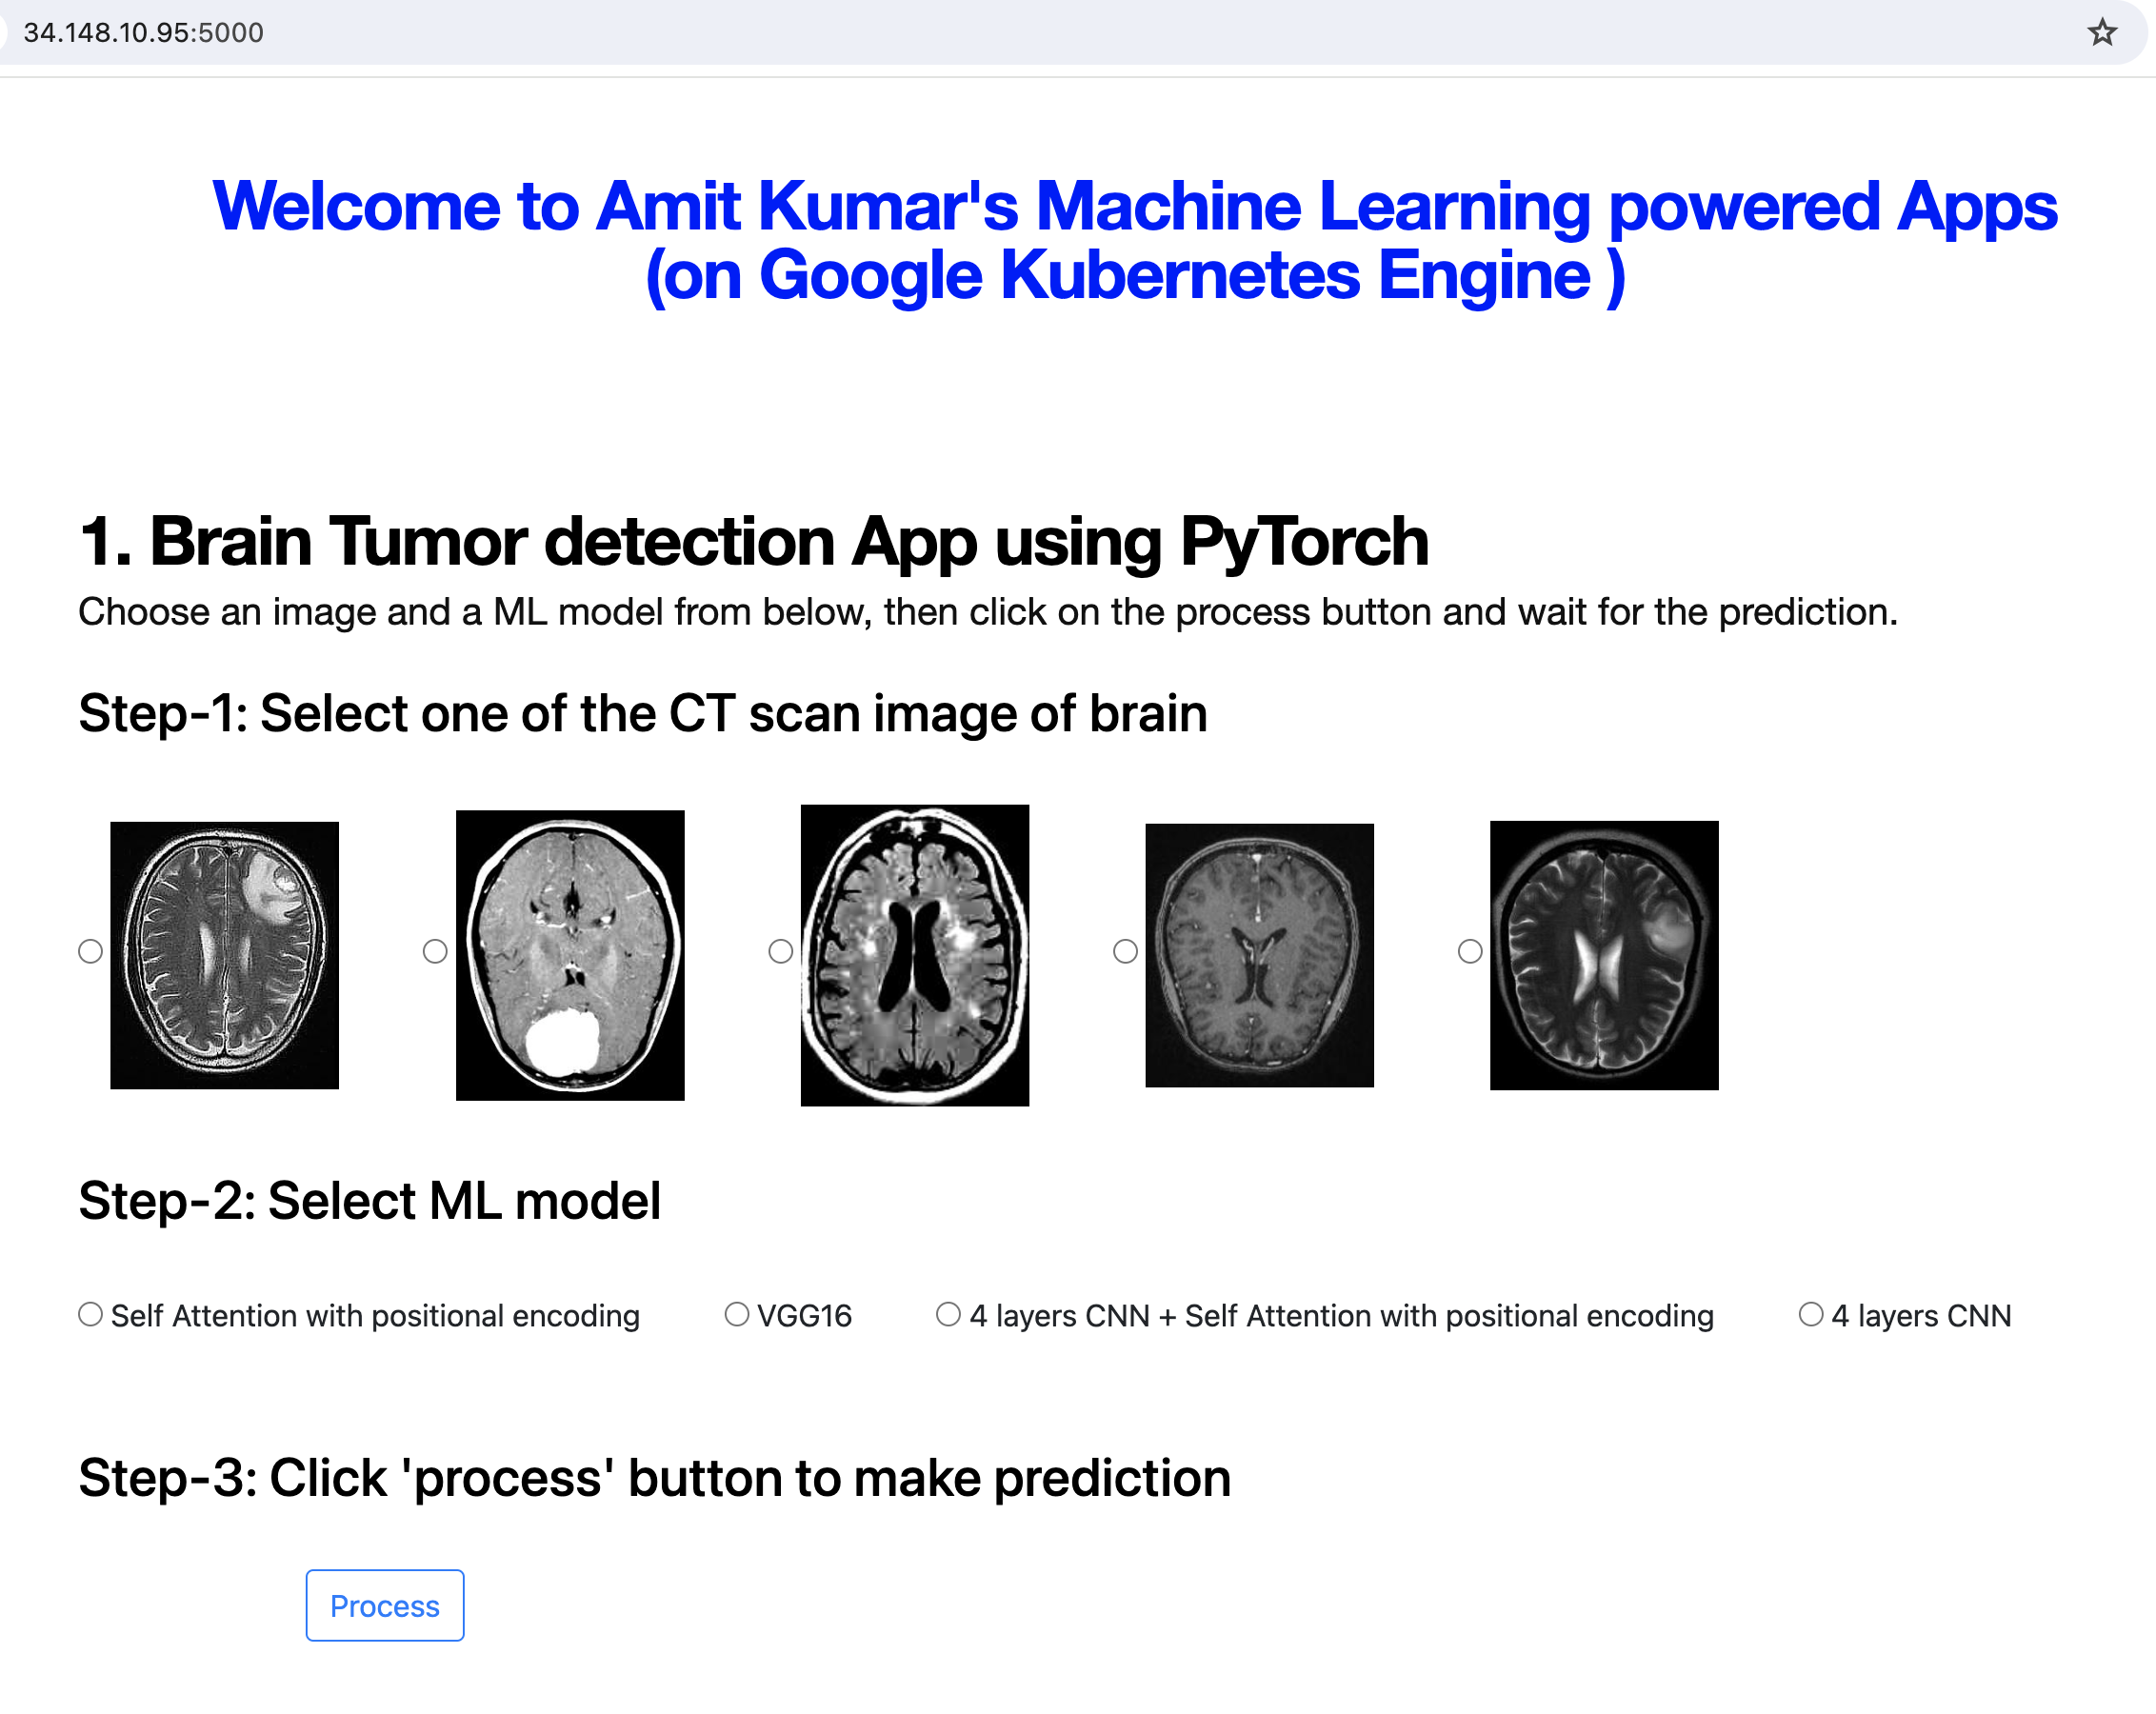 34.148.10.95:5000
Welcome to Amit Kumar's Machine Learning powered Apps
(on Google Kubernetes Engine )
1. Brain Tumor detection App using PyTorch
Choose an image and a ML model from below, then click on the process button and wait for the prediction.
Step-1: Select one of the CT scan image of brain
Step-2: Select ML model
Self Attention with positional encoding VGG16 4 layers CNN + Self Attention with positional encoding 4 layers CNN
Step-3: Click 'process' button to make prediction
Process